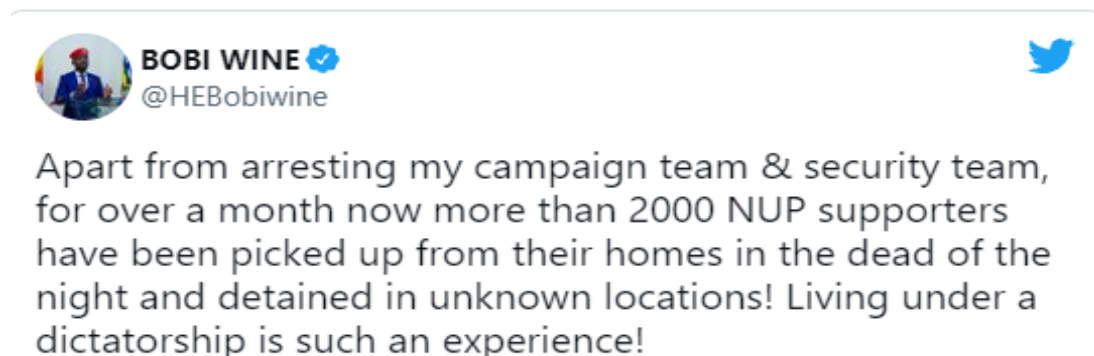 BOBI WINE
@HEBobiwine
Apart from arresting my campaign team & security team,
for over a month now more than 2000 NUP supporters
have been picked up from their homes in the dead of the
night and detained in unknown locations! Living under a
dictatorship is such an experience!